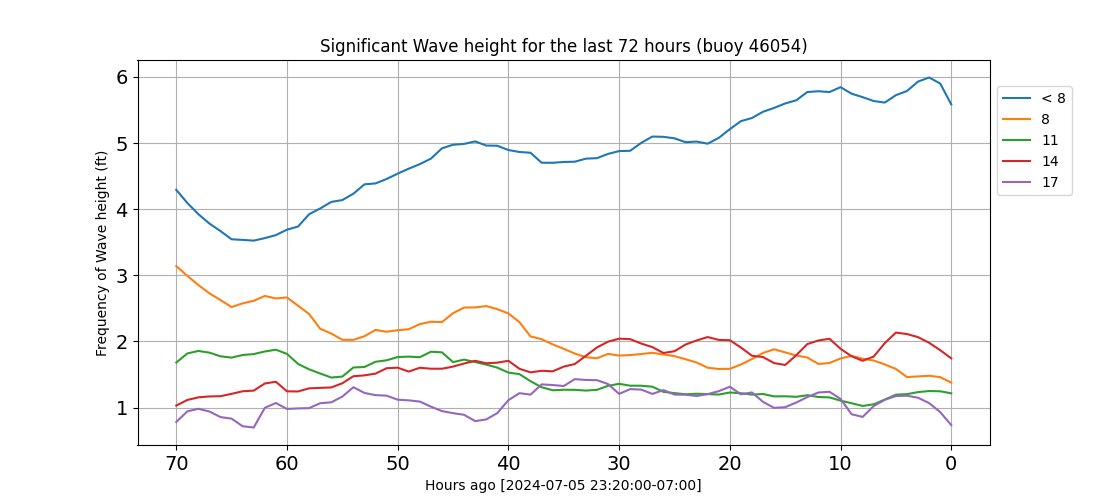 Significant Wave height for the last 72 hours (buoy 46054)
Frequency of Wave height (ft)
6
5
4
3
2
1
70 60 50 40 30 20 10 0
Hours ago [2024-07-05 23:20:00-07:00]
< 8
8
11
14
17